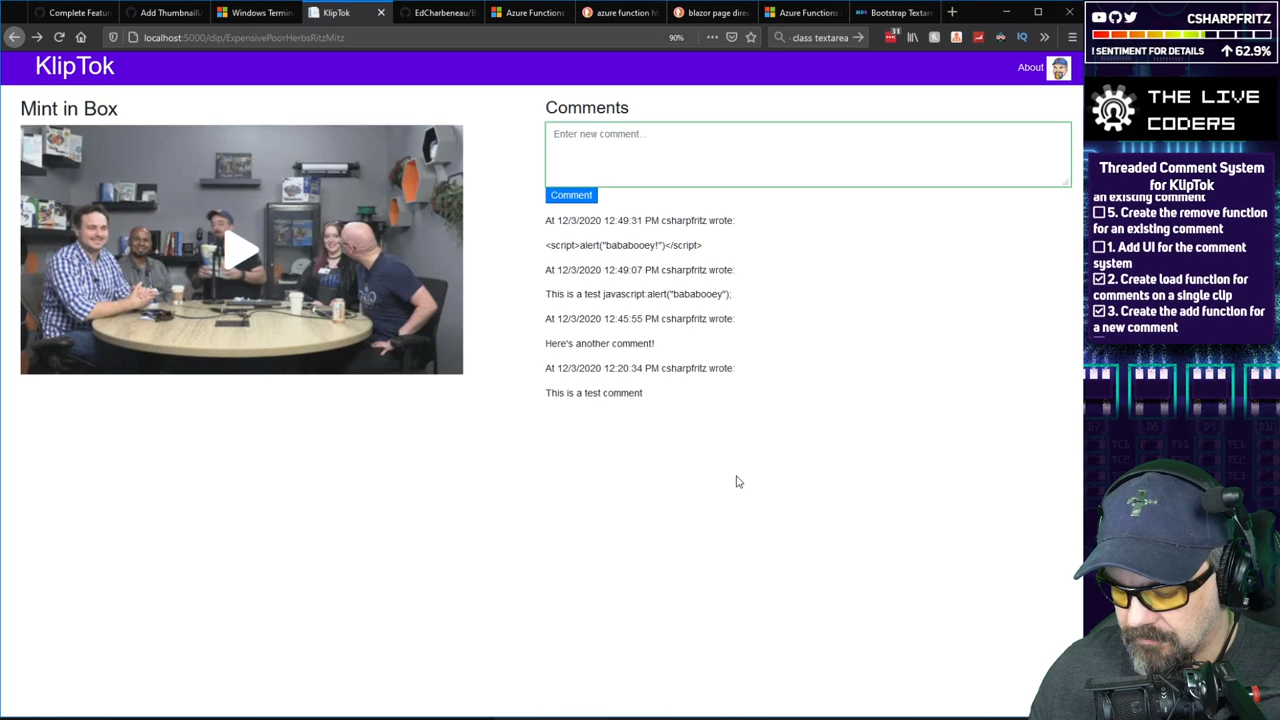 Complete Featu
Add ThumbnailU
Windows Termin
KlipTok
EdCharbeneau/B
Azure Functions
azure function ht
blazor page direc
Azure Functions
Bootstrap Textarea
localhost:5000/clip/ExpensivePoorHerbsRitzMitz
90%
class textarea
31
KlipTok
About
Mint in Box
Comments
Enter new comment...
Comment
At 12/3/2020 12:49:31 PM csharpfritz wrote:
<script>alert("bababooey!")</script>
At 12/3/2020 12:49:07 PM csharpfritz wrote:
This is a test javascript:alert("bababooey");
At 12/3/2020 12:45:55 PM csharpfritz wrote:
Here's another comment!
At 12/3/2020 12:20:34 PM csharpfritz wrote:
This is a test comment
CSHARPFRITZ
! SENTIMENT FOR DETAILS
62.9%
THE LIVE
CODERS
Threaded Comment System
for KlipTok
an existing comment
5. Create the remove function
for an existing comment
1. Add UI for the comment
system
2. Create load function for
comments on a single clip
3. Create the add function for
a new comment